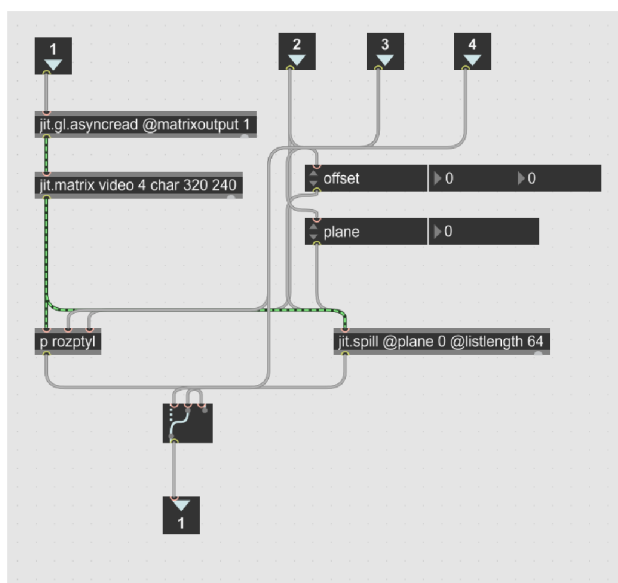 1
2
3
4
jit.gl.asyncread @matrixoutput 1
jit.matrix video 4 char 320 240
offset 0 0
plane 0
p rozptyl
jit.spill @plane 0 @listlength 64
1